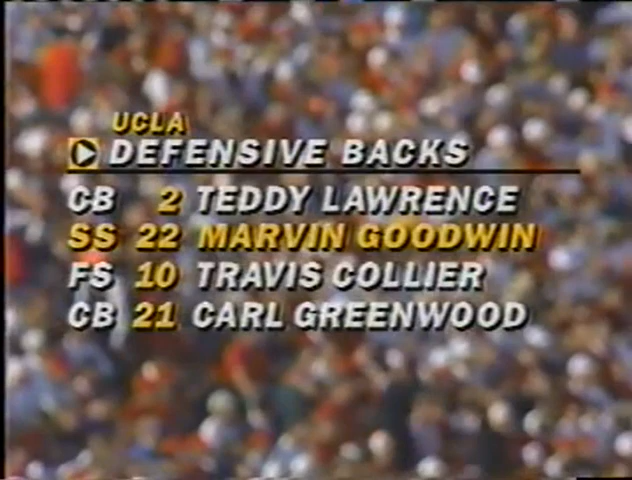 UCLA
DEFENSIVE BACKS
CB 2 TEDDY LAWRENCE
SS 22 MARVIN GOODWIN
FS 10 TRAVIS COLLIER
CB 21 CARL GREENWOOD